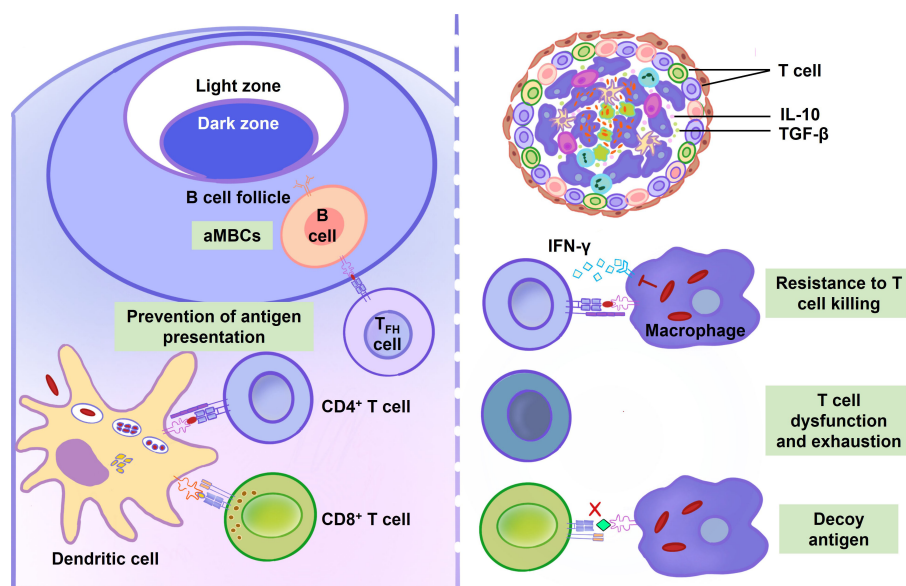 Light zone
Dark zone
B cell follicle
aMBCs
B
cell
Prevention of antigen
presentation
T_FH
cell
CD4⁺ T cell
CD8⁺ T cell
Dendritic cell
T cell
IL-10
TGF-β
IFN-γ
Macrophage
Resistance to T
cell killing
T cell
dysfunction
and exhaustion
Decoy
antigen